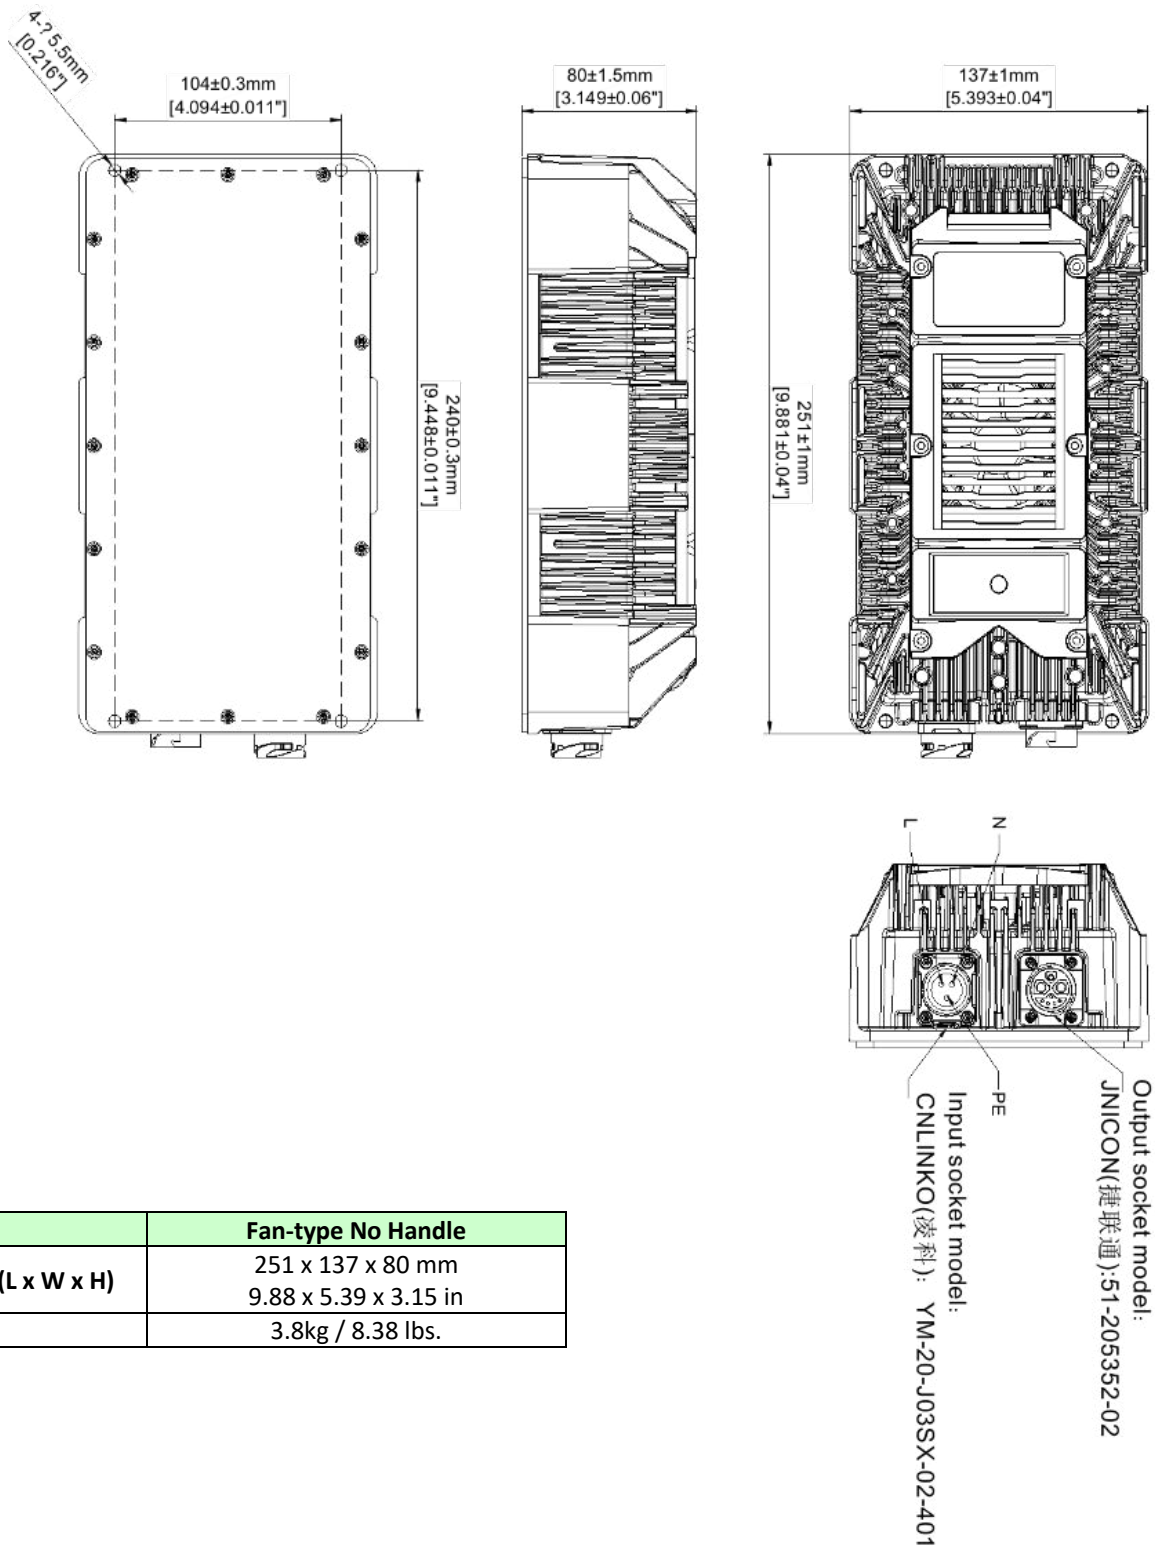 4-?5.5mm
[0.216"]
104±0.3mm
[4.094±0.011"]
80±1.5mm
[3.149±0.06"]
137±1mm
[5.393±0.04"]
240±0.3mm
[9.448±0.011"]
251±1mm
[9.881±0.04"]
L
N
PE
Output socket model:
JNICON(捷联通):51-205352-02
Input socket model:
CNLINKO(凌科): YM-20-J03SX-02-401
Fan-type No Handle
(L x W x H)
251 x 137 x 80 mm
9.88 x 5.39 x 3.15 in
3.8kg / 8.38 lbs.